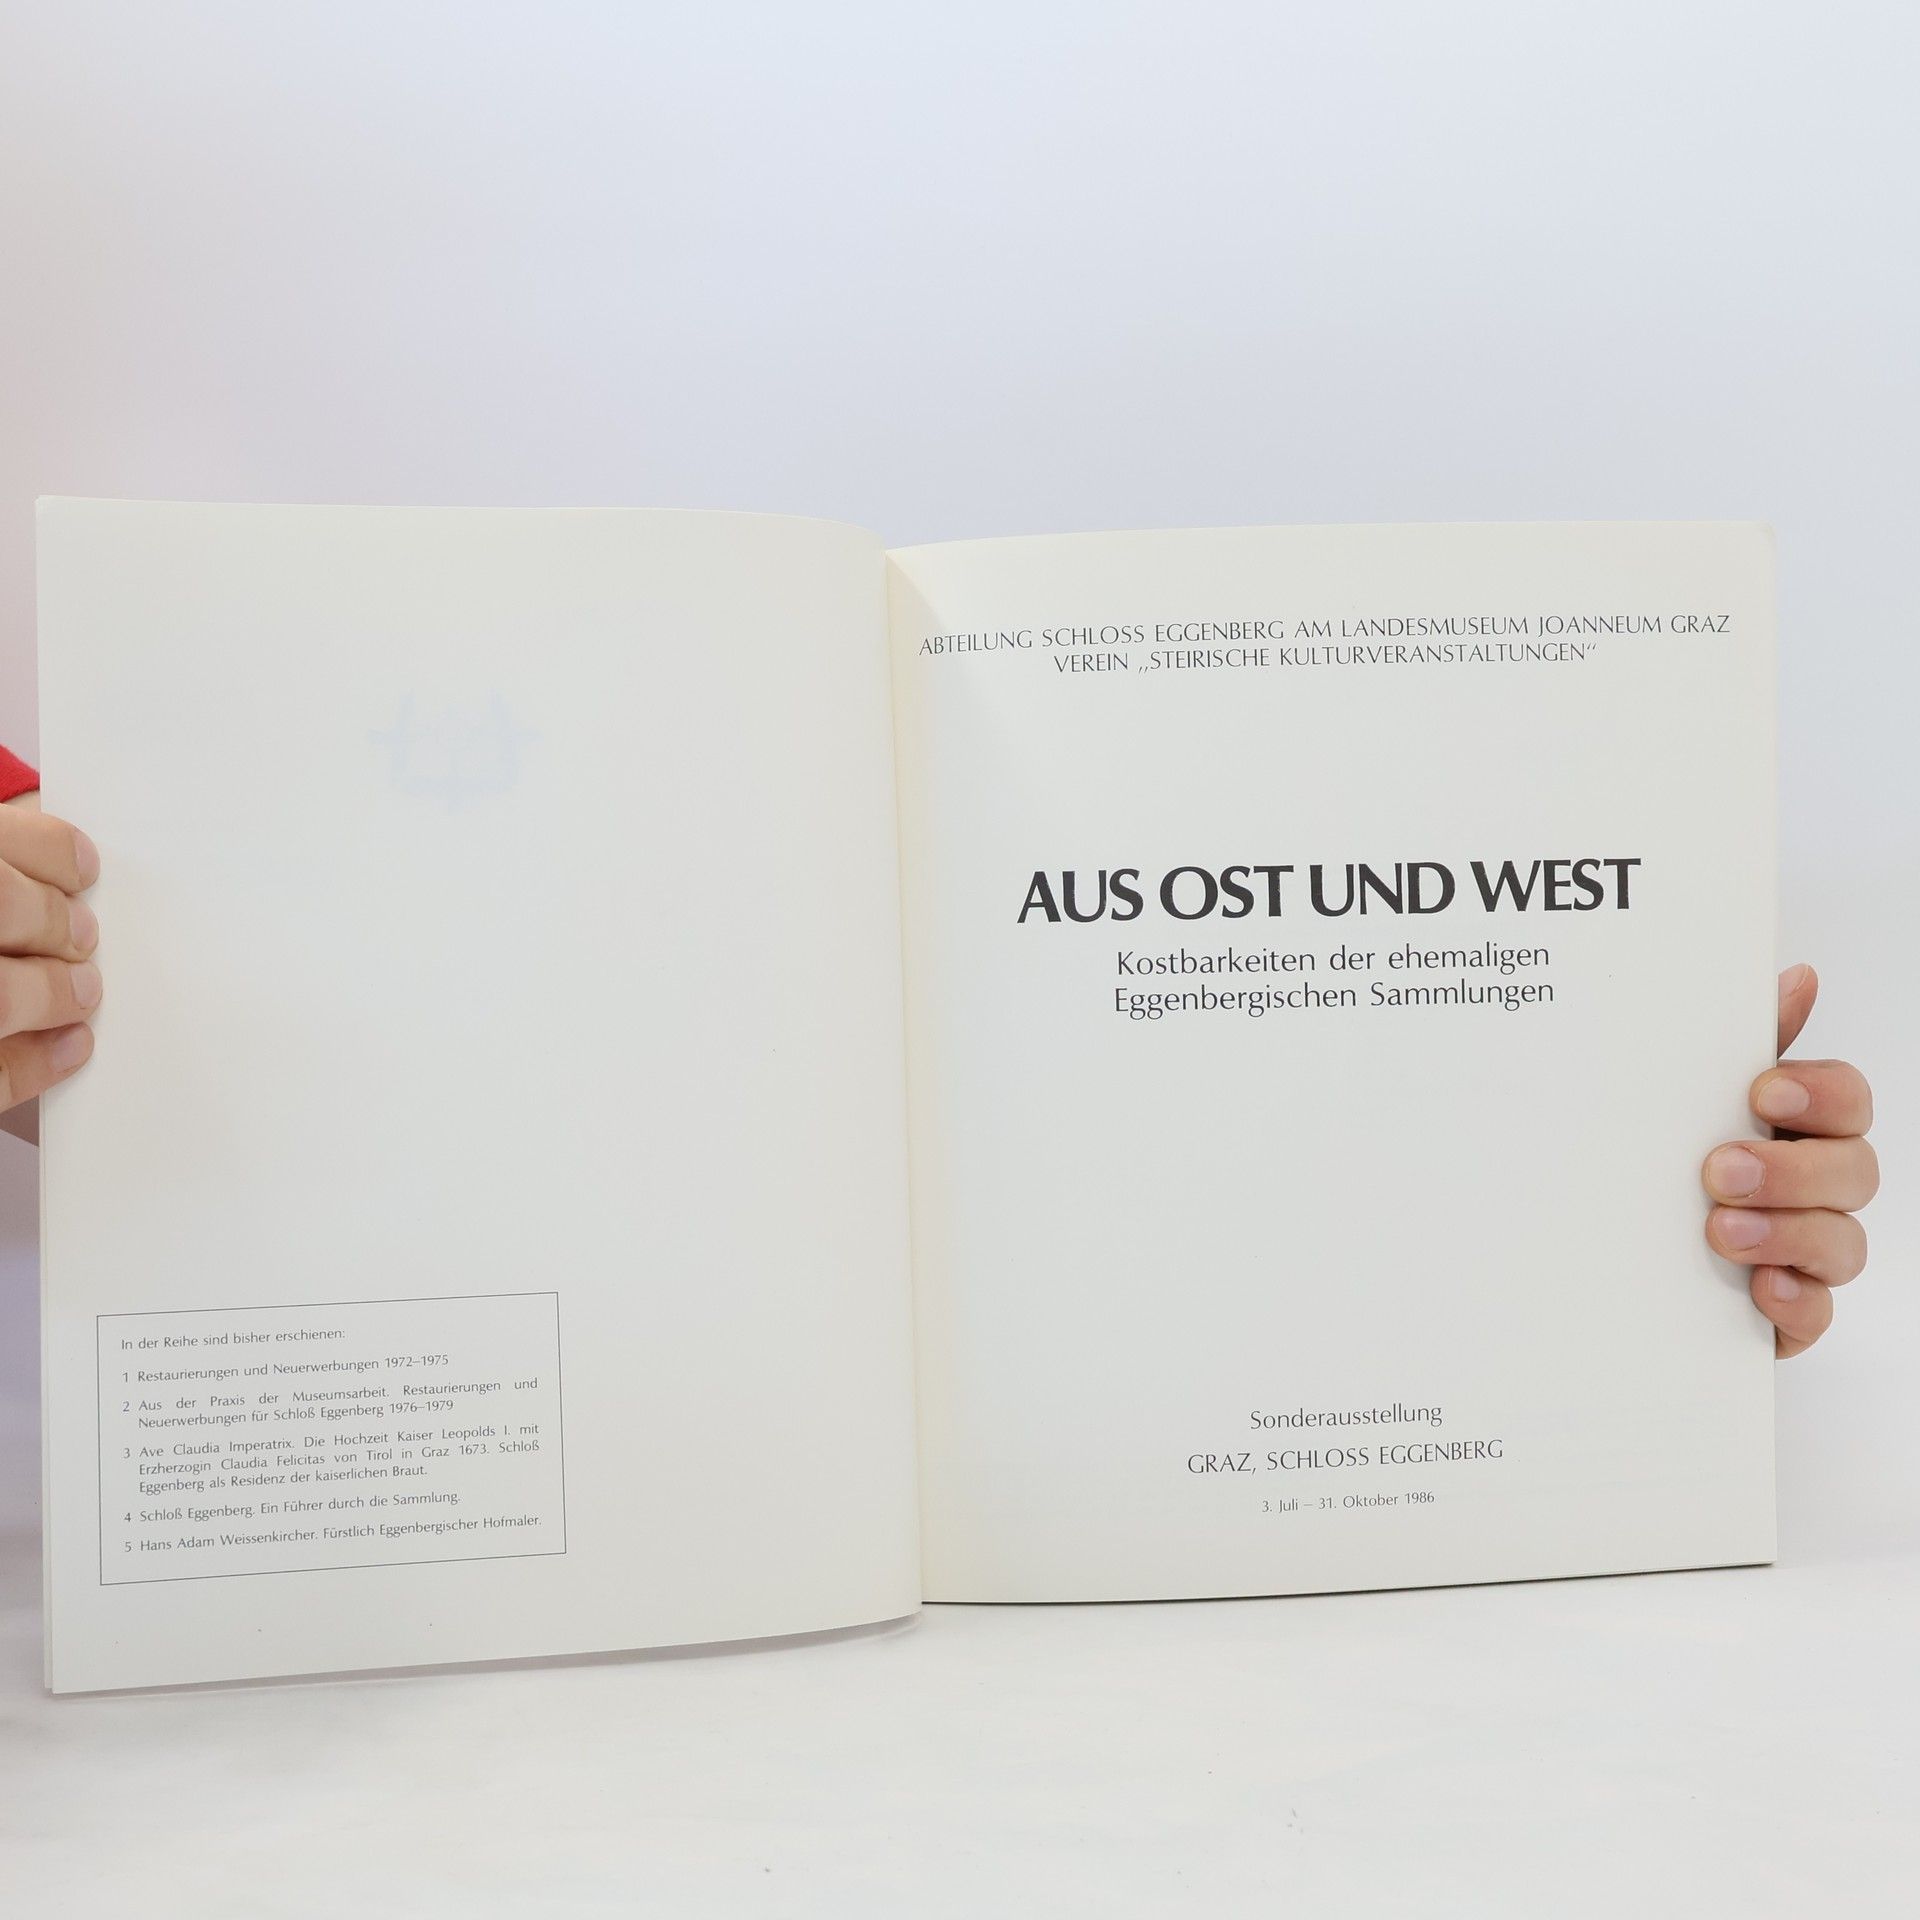 In der Reihe sind bisher erschienen:
1 Restaurierungen und Neuerwerbungen 1972–1975
2 Aus der Praxis der Museumsarbeit. Restaurierungen und
Neuerwerbungen für Schloß Eggenberg 1976–1979
3 Ave Claudia Imperatrix. Die Hochzeit Kaiser Leopolds I. mit
Erzherzogin Claudia Felicitas von Tirol in Graz 1673. Schloß
Eggenberg als Residenz der kaiserlichen Braut.
4 Schloß Eggenberg. Ein Führer durch die Sammlung.
5 Hans Adam Weissenkircher. Fürstlich Eggenbergischer Hofmaler.
ABTEILUNG SCHLOSS EGGENBERG AM LANDESMUSEUM JOANNEUM GRAZ
VEREIN „STEIRISCHE KULTURVERANSTALTUNGEN“
AUS OST UND WEST
Kostbarkeiten der ehemaligen
Eggenbergischen Sammlungen
Sonderausstellung
GRAZ, SCHLOSS EGGENBERG
3. Juli – 31. Oktober 1986